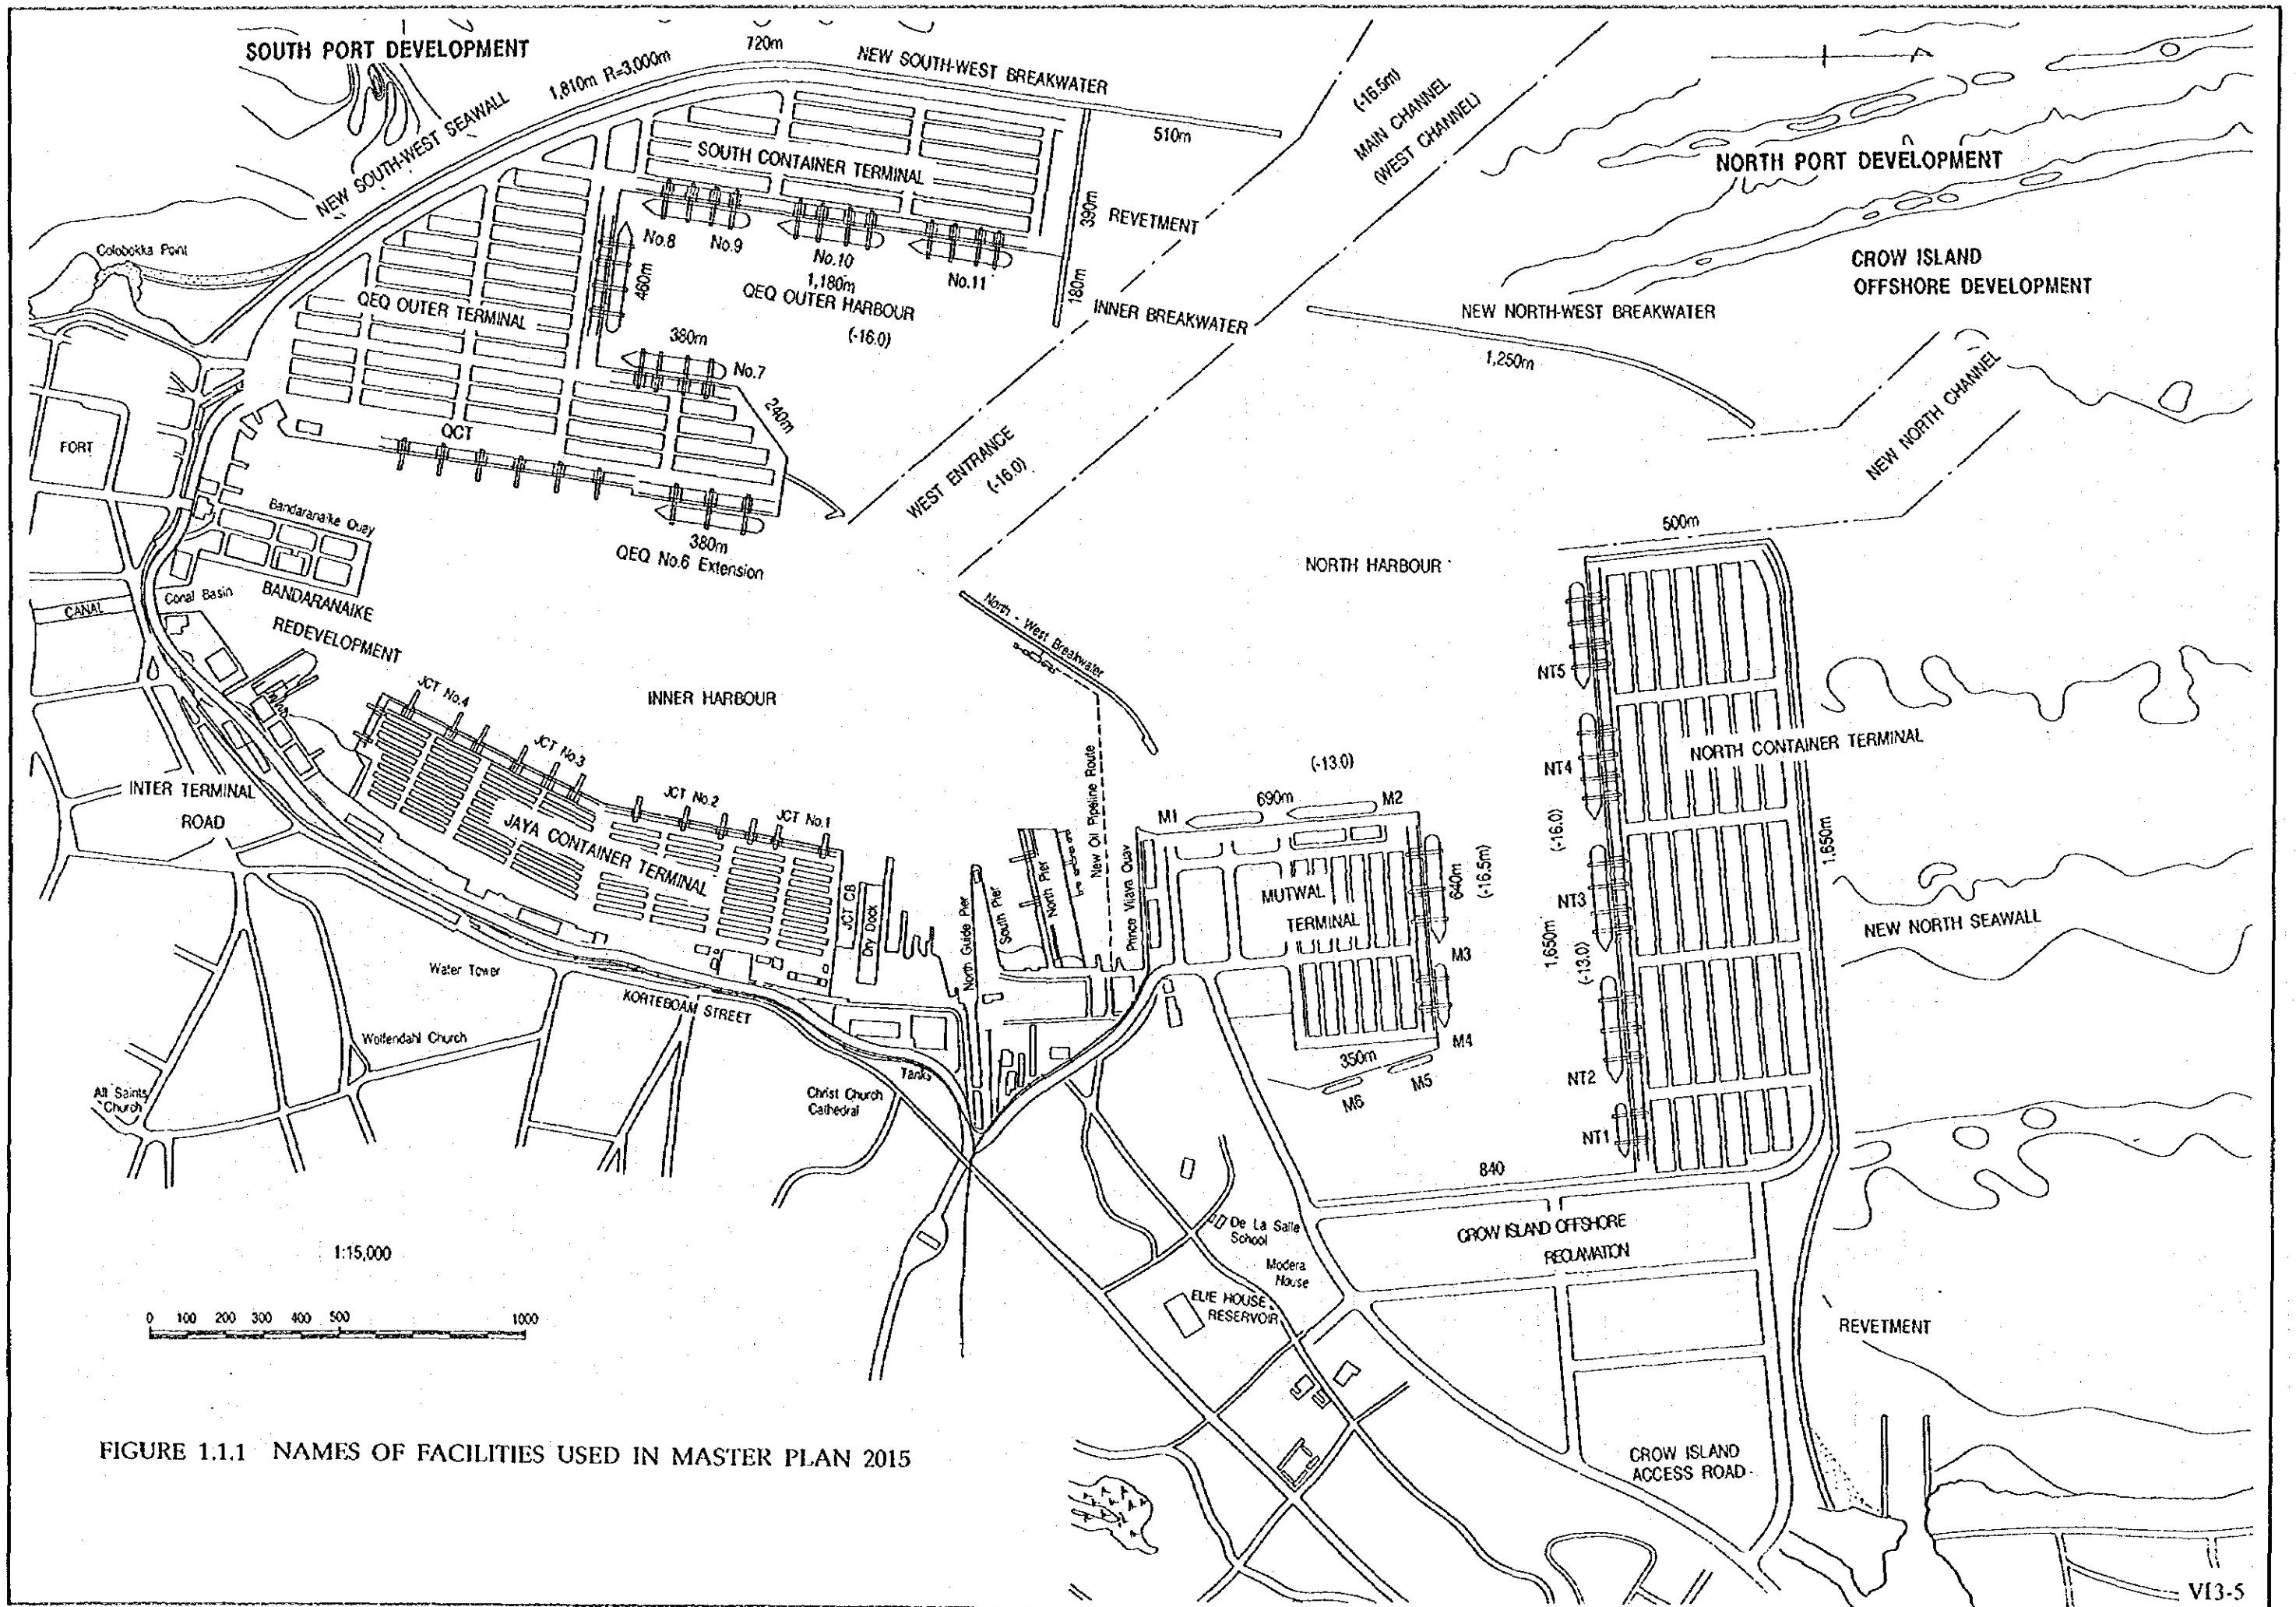 SOUTH PORT DEVELOPMENT
1,810m R=3,000m
720m
NEW SOUTH-WEST BREAKWATER
510m
NEW SOUTH-WEST SEAWALL
(-16.5m)
MAIN CHANNEL
(WEST CHANNEL)
NORTH PORT DEVELOPMENT
CROW ISLAND
OFFSHORE DEVELOPMENT
SOUTH CONTAINER TERMINAL
390m
REVETMENT
180m
INNER BREAKWATER
Colobokka Point
No.8
No.9
No.10
No.11
460m
1,180m
QEQ OUTER HARBOUR
(-16.0)
QEQ OUTER TERMINAL
380m
No.7
240m
NEW NORTH-WEST BREAKWATER
1,250m
NEW NORTH CHANNEL
FORT
QCT
WEST ENTRANCE
(-16.0)
380m
QEQ No.6 Extension
Bandaranaike Quay
BANDARANAIKE
REDEVELOPMENT
CANAL
Canal Basin
NORTH HARBOUR
500m
North - West Breakwater
INNER HARBOUR
JCT No.4
JCT No.3
JCT No.2
JCT No.1
JAYA CONTAINER TERMINAL
INTER TERMINAL
ROAD
JCT CB
Dry Dock
North Guide Pier
South Pier
North Pier
New Oil Pipeline Route
Prince Vijaya Quay
(-13.0)
690m
M1
M2
MUTWAL
TERMINAL
640m
(-16.5m)
M3
M4
350m
M5
M6
NT5
NT4
NT3
NT2
NT1
(-16.0)
1,650m
(-13.0)
NORTH CONTAINER TERMINAL
1,650m
NEW NORTH SEAWALL
Water Tower
KORTEBOAM STREET
Wolfendahl Church
All Saints
Church
Tanks
Christ Church
Cathedral
840
CROW ISLAND OFFSHORE
RECLAMATION
De La Salle
School
Modera
House
ELIE HOUSE
RESERVOIR
REVETMENT
CROW ISLAND
ACCESS ROAD
1:15,000
0 100 200 300 400 500 1000
FIGURE 1.1.1 NAMES OF FACILITIES USED IN MASTER PLAN 2015
VI3-5